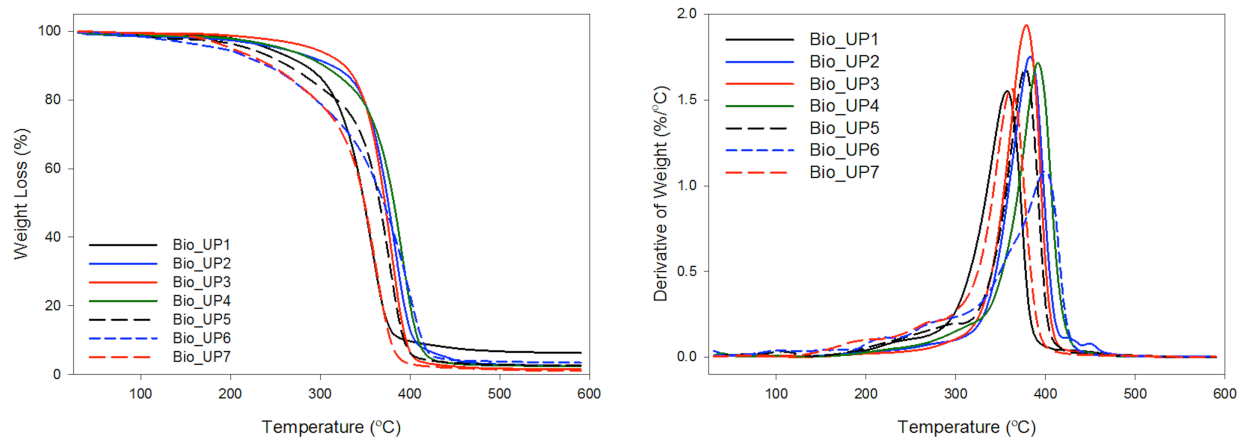 100
80
60
40
20
0
Weight Loss (%)
Bio_UP1
Bio_UP2
Bio_UP3
Bio_UP4
Bio_UP5
Bio_UP6
Bio_UP7
100
200
300
400
500
600
Temperature (°C)
2.0
1.5
1.0
0.5
0.0
Derivative of Weight (%/°C)
Bio_UP1
Bio_UP2
Bio_UP3
Bio_UP4
Bio_UP5
Bio_UP6
Bio_UP7
100
200
300
400
500
600
Temperature (°C)